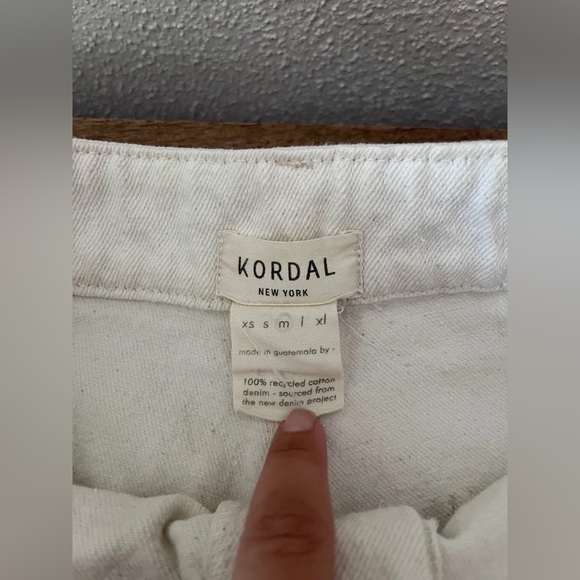 KORDAL
NEW YORK
xs s m l xl
made in guatemala by -
100% recycled cotton
denim - sourced from
the new denim project